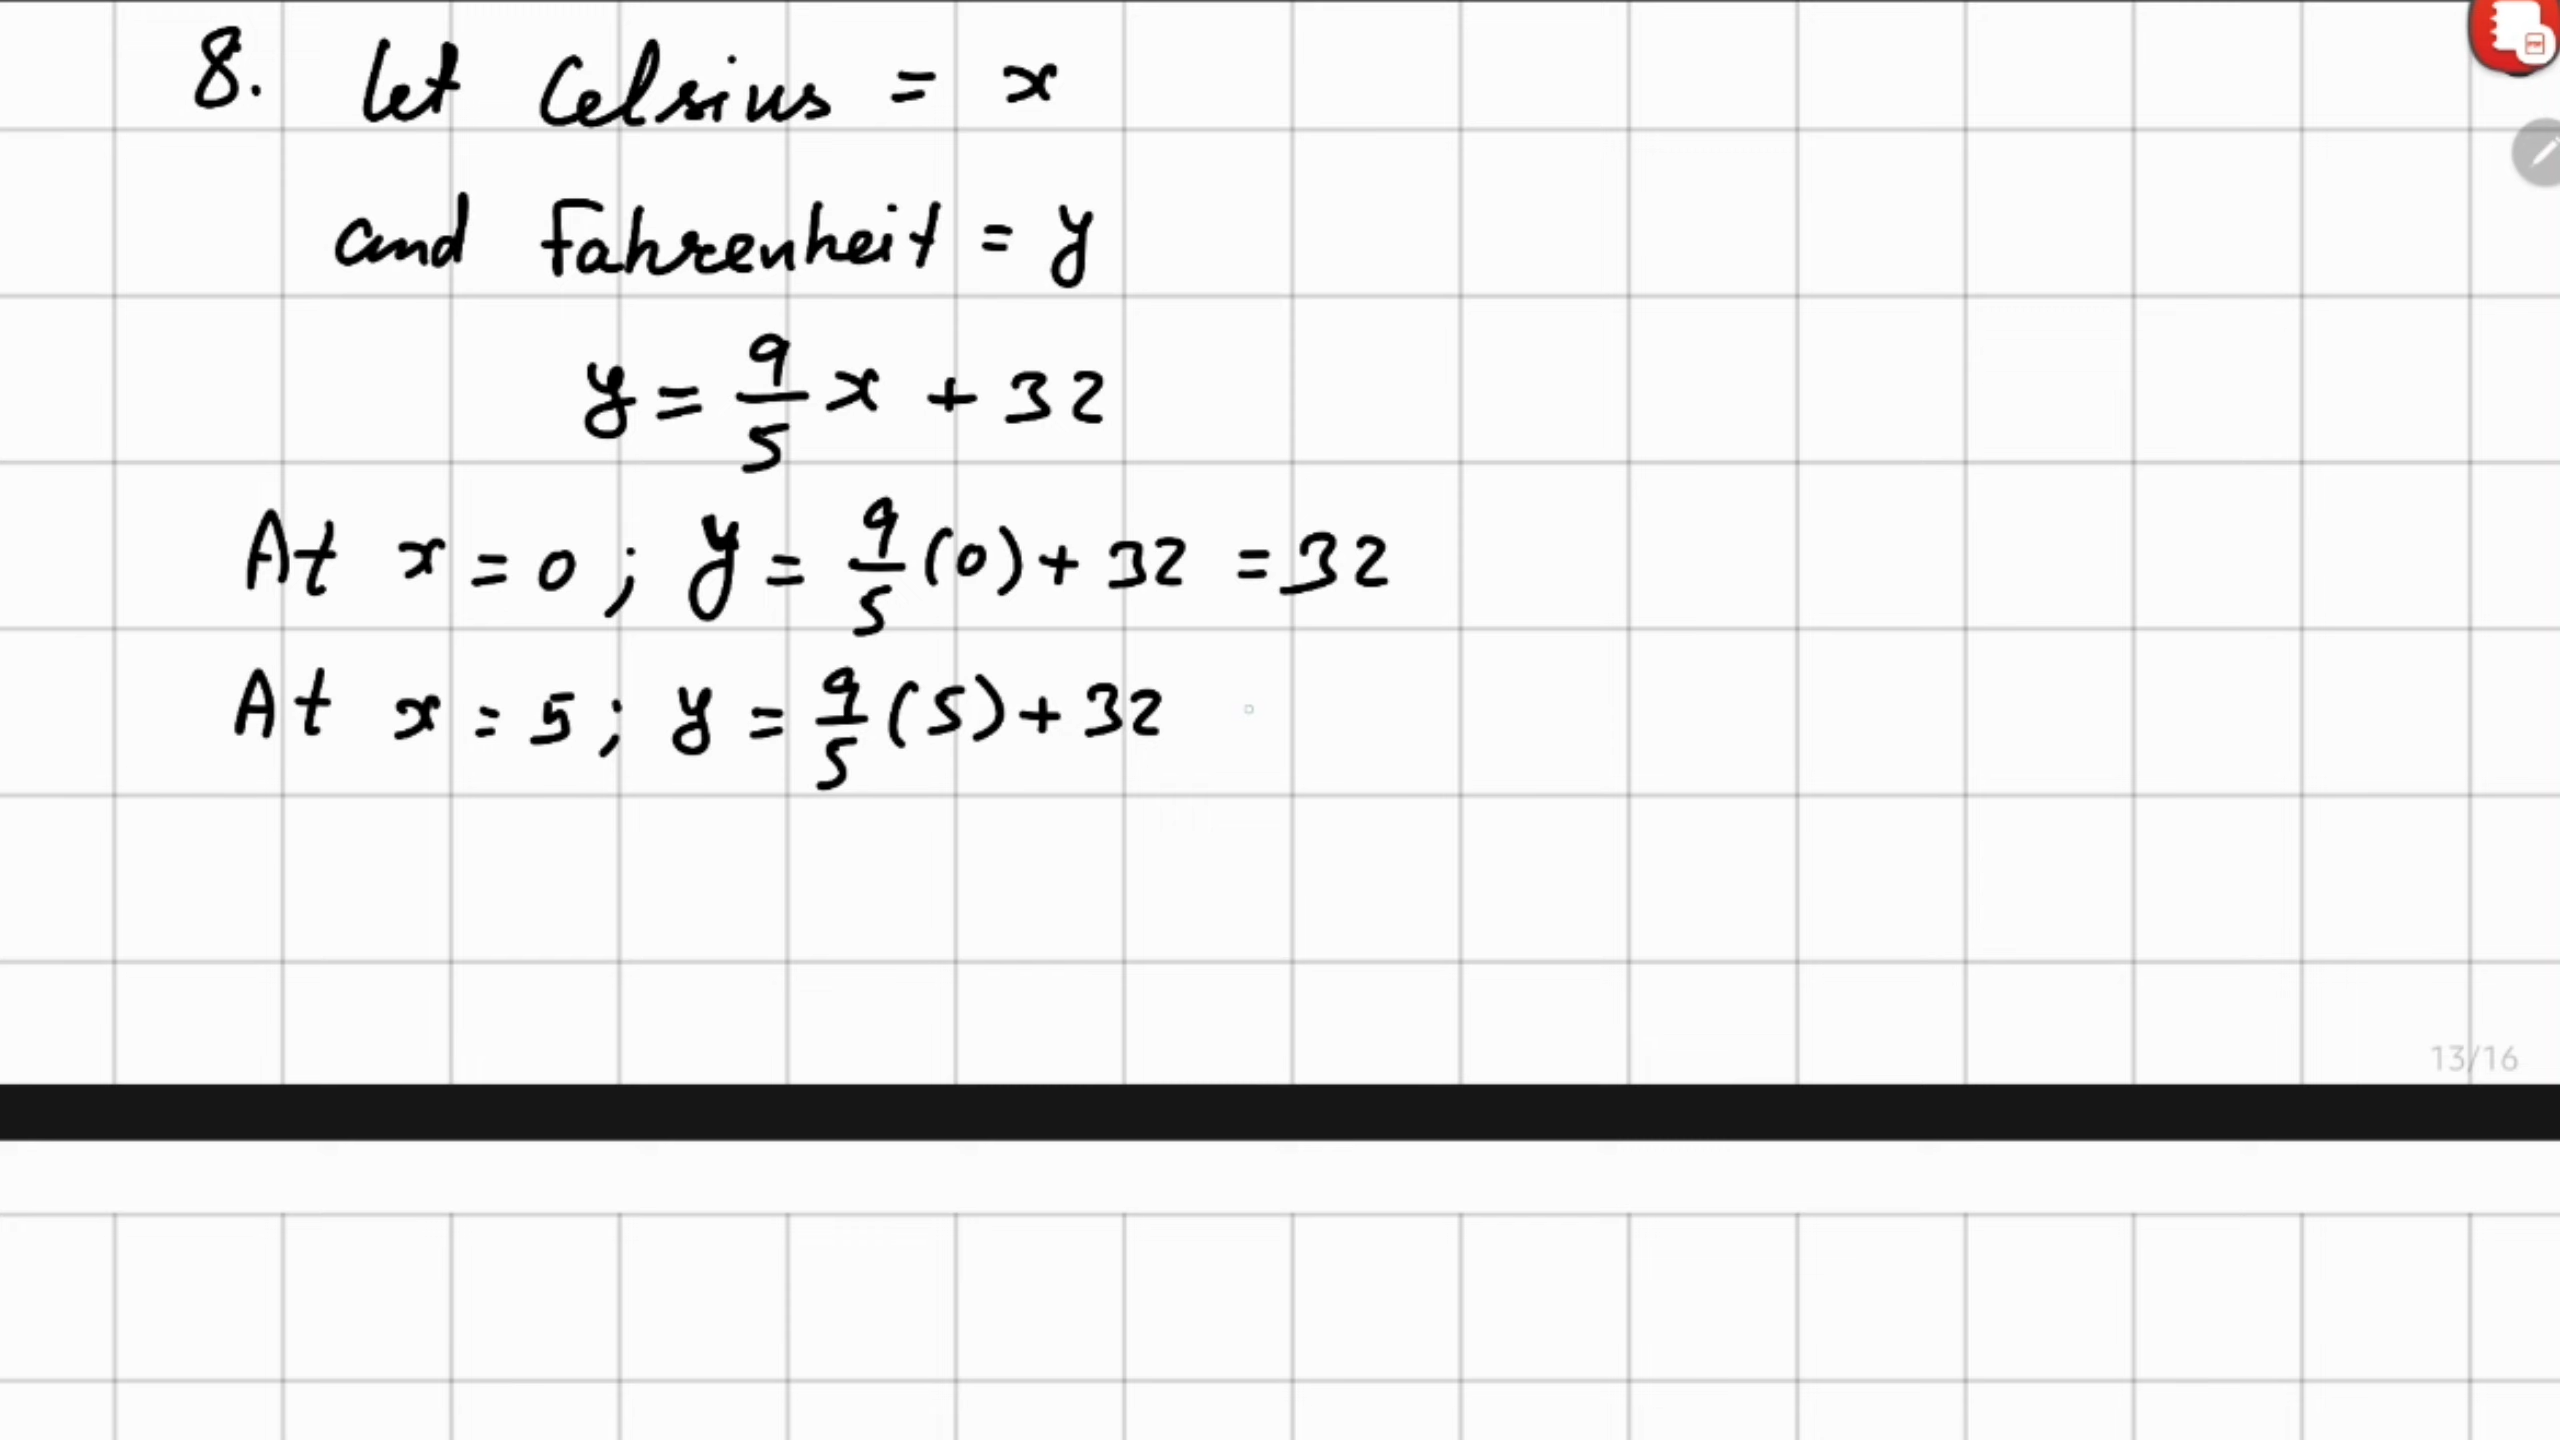 8. Let Celsius = x
and Fahrenheit = y
y = 9/5 x + 32
At x = 0 ; y = 9/5 (0) + 32 = 32
At x = 5 ; y = 9/5 (5) + 32
13/16